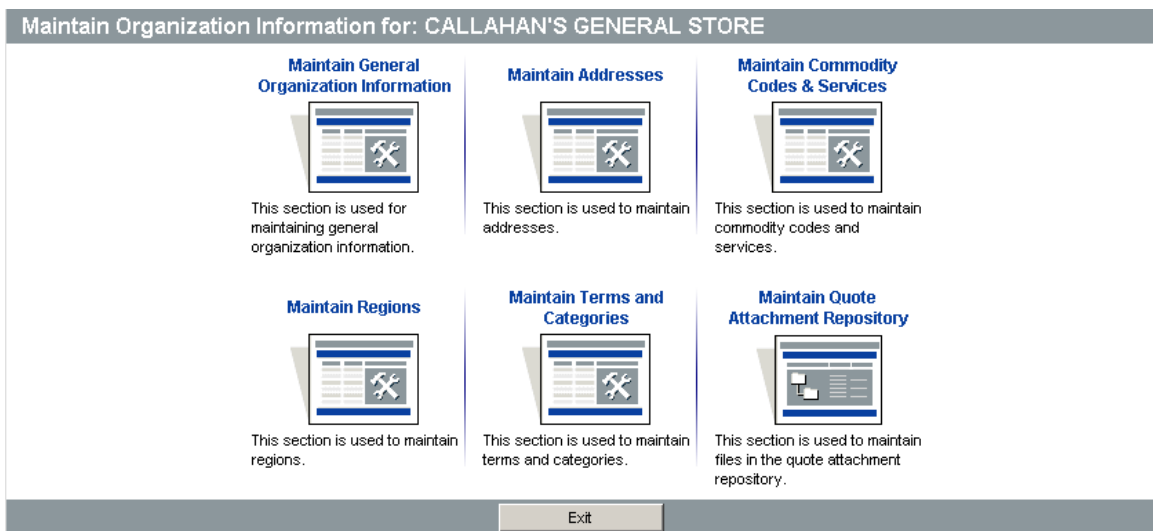 Maintain Organization Information for: CALLAHAN'S GENERAL STORE
Maintain General
Organization Information
This section is used for
maintaining general
organization information.
Maintain Addresses
This section is used to maintain
addresses.
Maintain Commodity
Codes & Services
This section is used to maintain
commodity codes and
services.
Maintain Regions
This section is used to maintain
regions.
Maintain Terms and
Categories
This section is used to maintain
terms and categories.
Maintain Quote
Attachment Repository
This section is used to maintain
files in the quote attachment
repository.
Exit